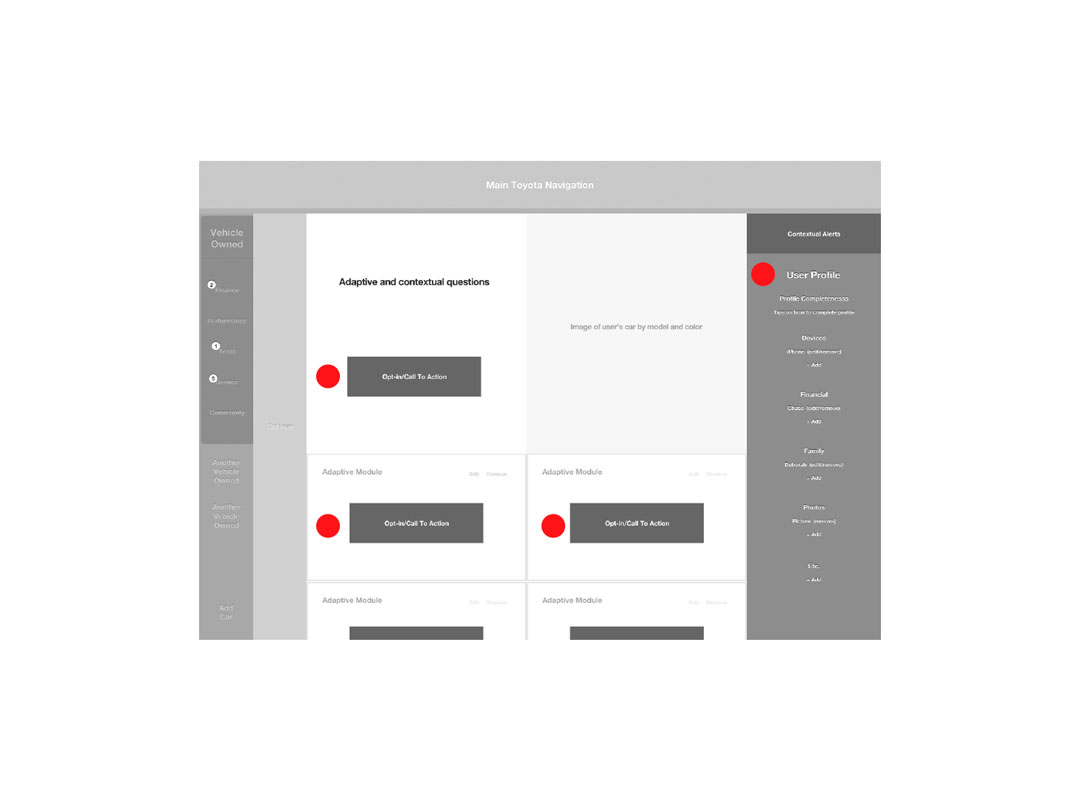 Main Toyota Navigation
Vehicle
Owned
2
Finance
Performance
1
Tools
Community
Another
Vehicle
Owned
Another
Vehicle
Owned
Add
Car
Subnav
Adaptive and contextual questions
Opt-in/Call To Action
Image of user's car by model and color
Adaptive Module
Edit Remove
Opt-in/Call To Action
Adaptive Module
Edit Remove
Opt-in/Call To Action
Adaptive Module
Edit Remove
Adaptive Module
Edit Remove
Contextual Alerts
User Profile
Profile Completeness
Tips on how to complete profile
Devices
iPhone (edit/remove)
+ Add
Financial
Chase (edit/remove)
+ Add
Family
Deborah (edit/remove)
+ Add
Photos
Picture (remove)
+ Add
Etc.
+ Add